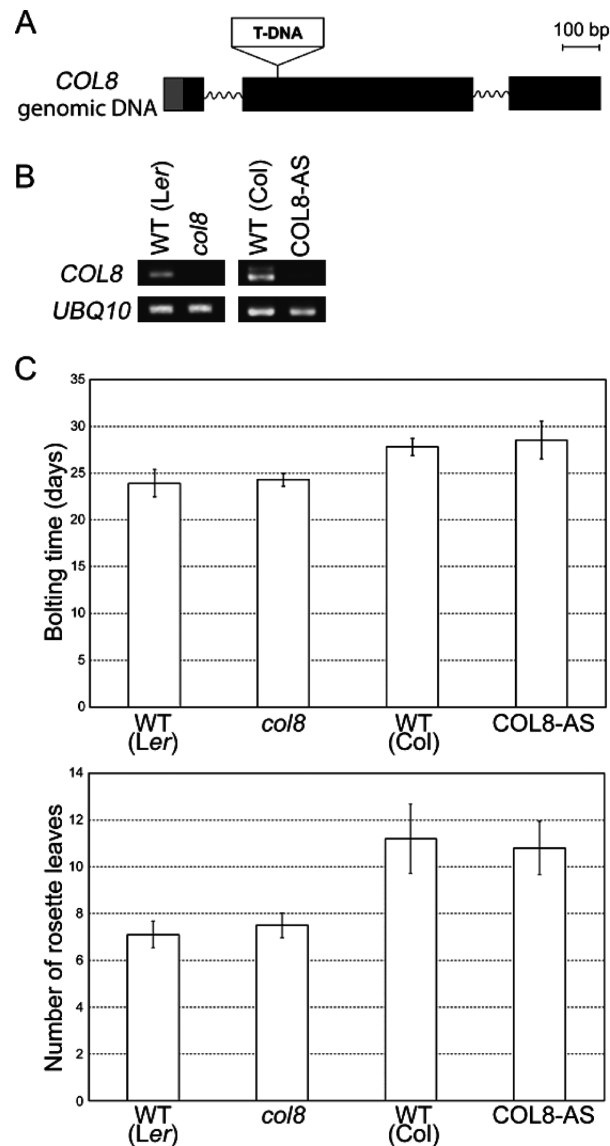 A
T-DNA
100 bp
COL8
genomic DNA
B
WT (Ler)
col8
WT (Col)
COL8-AS
COL8
UBQ10
C
Bolting time (days)
35
30
25
20
15
10
5
0
WT
(Ler)
col8
WT
(Col)
COL8-AS
Number of rosette leaves
14
12
10
8
6
4
2
0
WT
(Ler)
col8
WT
(Col)
COL8-AS